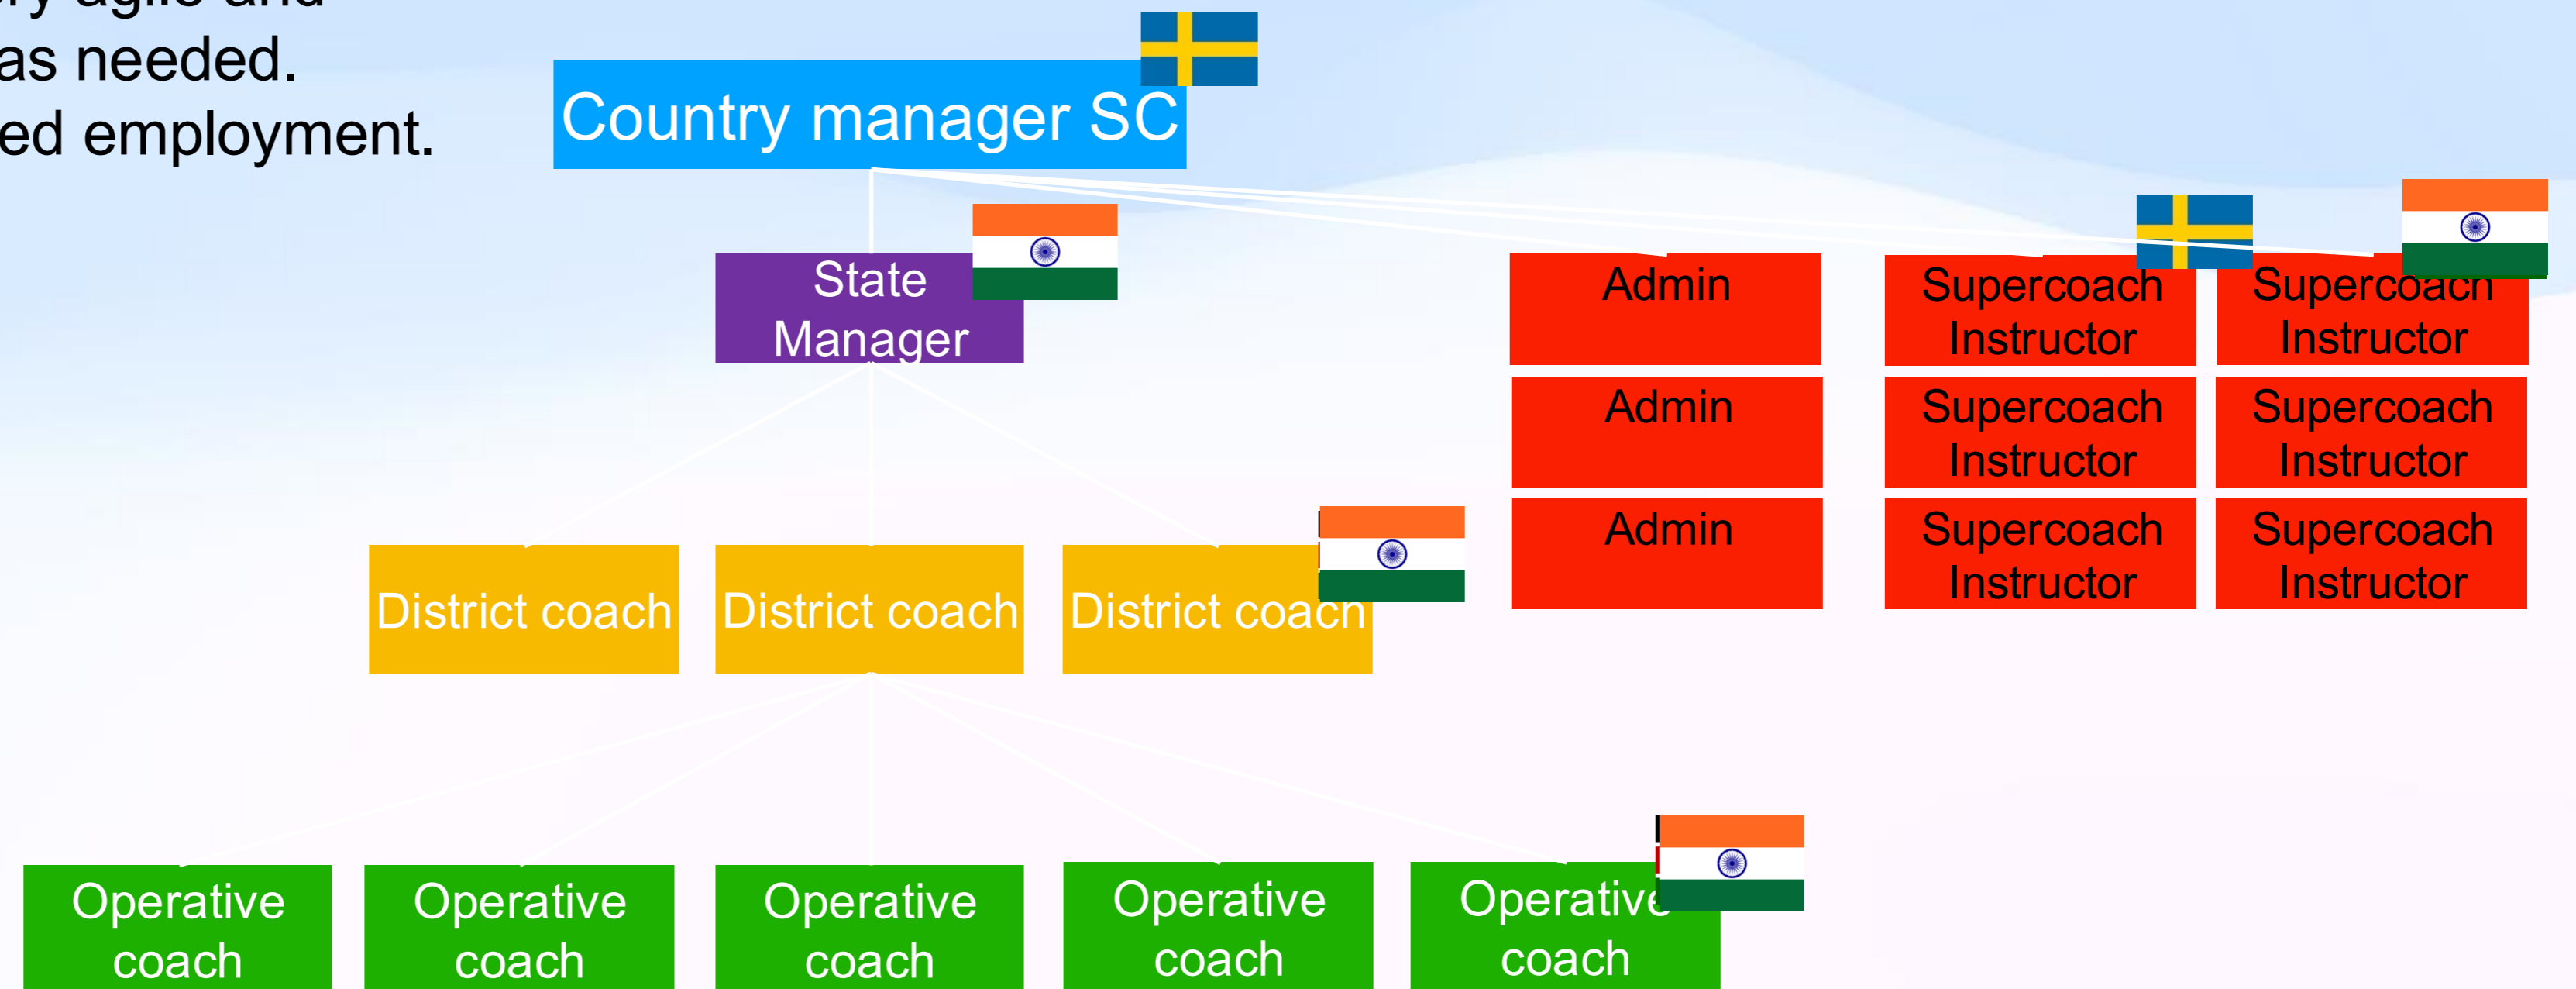 and
as needed.
ed employment.
Country manager SC
State
Manager
Admin
Supercoach
Instructor
Supercoach
Instructor
Admin
Supercoach
Instructor
Supercoach
Instructor
Admin
Supercoach
Instructor
Supercoach
Instructor
District coach
District coach
District coach
Operative
coach
Operative
coach
Operative
coach
Operative
coach
Operative
coach